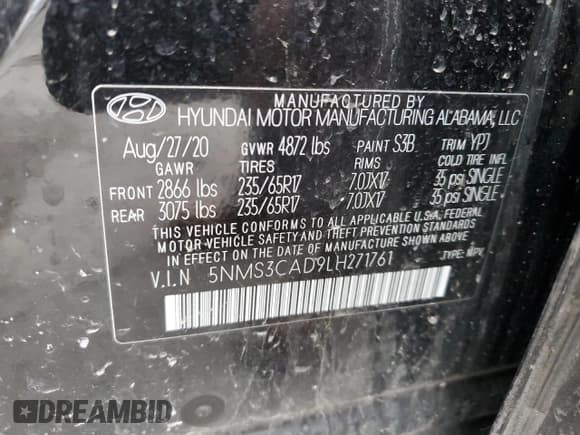 MANUFACTURED BY
HYUNDAI MOTOR MANUFACTURING ALABAMA, LLC
Aug/27/20 GVWR 4872 lbs PAINT S3B TRIM YPJ
GAWR TIRES RIMS COLD TIRE INFL
FRONT 2866 lbs 235/65R17 7.0JX17 35 psi SINGLE
REAR 3075 lbs 235/65R17 7.0JX17 35 psi SINGLE
THIS VEHICLE CONFORMS TO ALL APPLICABLE U.S.A. FEDERAL
MOTOR VEHICLE SAFETY AND THEFT PREVENTION STANDARDS
IN EFFECT ON THE DATE OF MANUFACTURE SHOWN ABOVE.
V.I.N 5NMS3CAD9LH271761 TYPE: MPV
DREAMBID